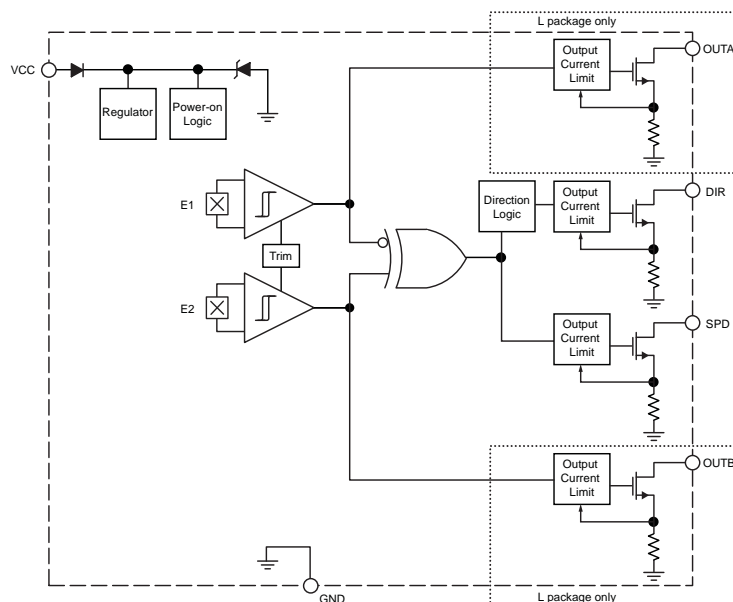 L package only
VCC
Regulator
Power-on
Logic
Output
Current
Limit
OUTA
E1
Trim
E2
Direction
Logic
Output
Current
Limit
DIR
Output
Current
Limit
SPD
Output
Current
Limit
OUTB
GND
L package only